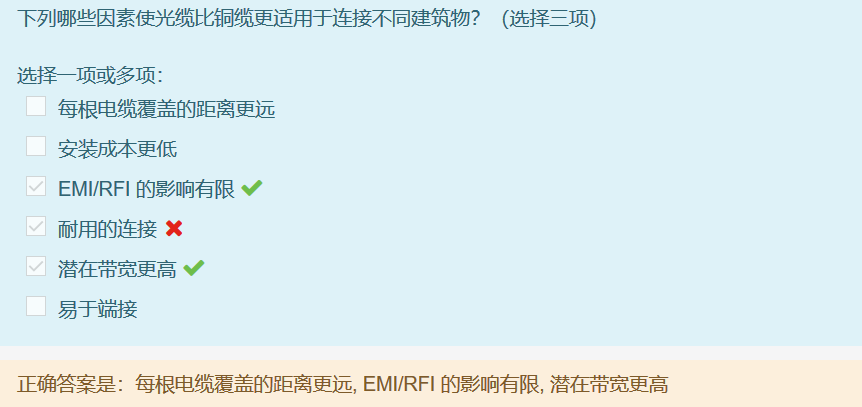 下列哪些因素使光缆比铜缆更适用于连接不同建筑物？（选择三项）
选择一项或多项：
每根电缆覆盖的距离更远
安装成本更低
EMI/RFI 的影响有限
耐用的连接
潜在带宽更高
易于端接
正确答案是：每根电缆覆盖的距离更远, EMI/RFI 的影响有限, 潜在带宽更高